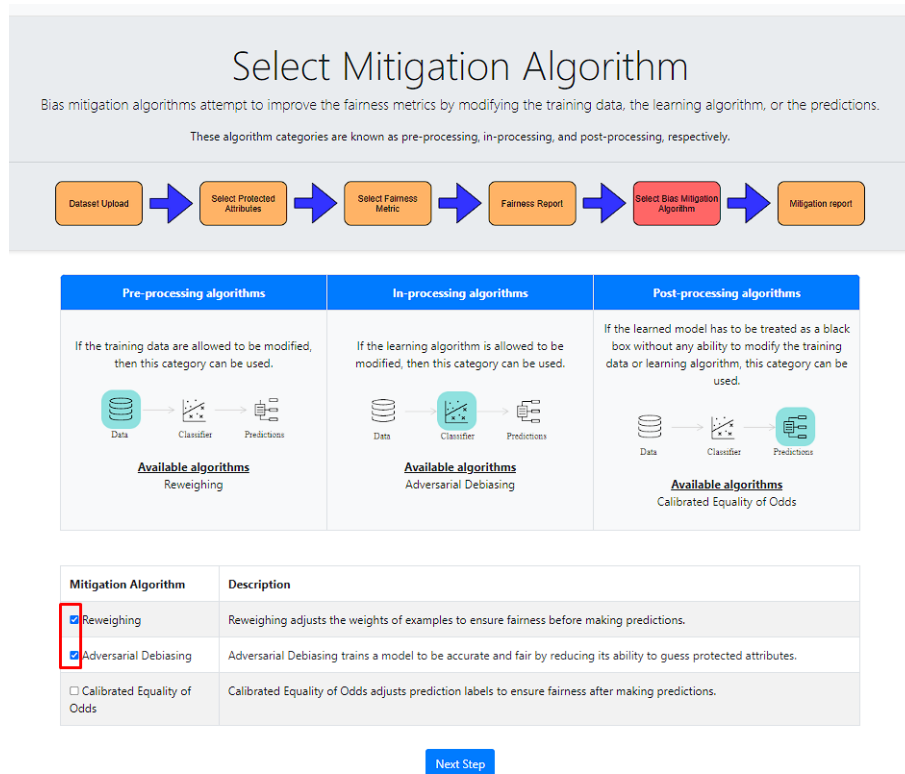 Select Mitigation Algorithm
Bias mitigation algorithms attempt to improve the fairness metrics by modifying the training data, the learning algorithm, or the predictions.
These algorithm categories are known as pre-processing, in-processing, and post-processing, respectively.
Dataset Upload
Select Protected
Attributes
Select Fairness
Metric
Fairness Report
Select Bias Mitigation
Algorithm
Mitigation report
Pre-processing algorithms
If the training data are allowed to be modified,
then this category can be used.
Data Classifier Predictions
Available algorithms
Reweighing
In-processing algorithms
If the learning algorithm is allowed to be
modified, then this category can be used.
Data Classifier Predictions
Available algorithms
Adversarial Debiasing
Post-processing algorithms
If the learned model has to be treated as a black
box without any ability to modify the training
data or learning algorithm, this category can be
used.
Data Classifier Predictions
Available algorithms
Calibrated Equality of Odds
Mitigation Algorithm Description
Reweighing Reweighing adjusts the weights of examples to ensure fairness before making predictions.
Adversarial Debiasing Adversarial Debiasing trains a model to be accurate and fair by reducing its ability to guess protected attributes.
Calibrated Equality of Calibrated Equality of Odds adjusts prediction labels to ensure fairness after making predictions.
Odds
Next Step